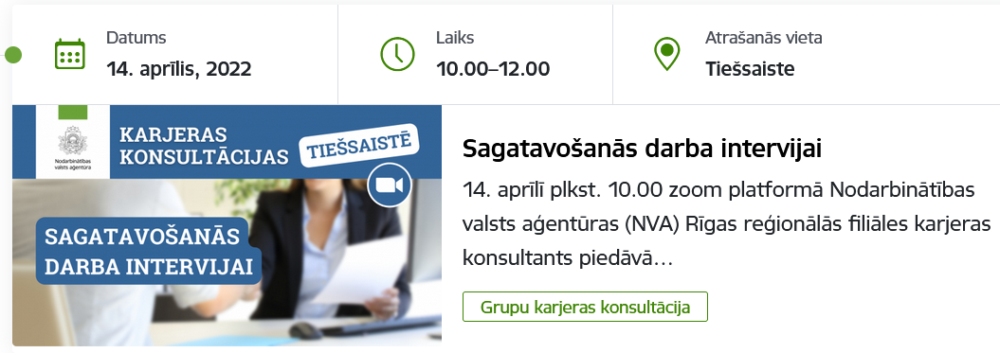 Datums
14. aprīlis, 2022
Laiks
10.00–12.00
Atrašanās vieta
Tiešsaiste
KARJERAS
KONSULTĀCIJAS
TIEŠSAISTĒ
Nodarbinātības
valsts aģentūra
SAGATAVOŠANĀS
DARBA INTERVIJAI
Sagatavošanās darba intervijai
14. aprīlī plkst. 10.00 zoom platformā Nodarbinātības
valsts aģentūras (NVA) Rīgas reģionālās filiāles karjeras
konsultants piedāvā…
Grupu karjeras konsultācija